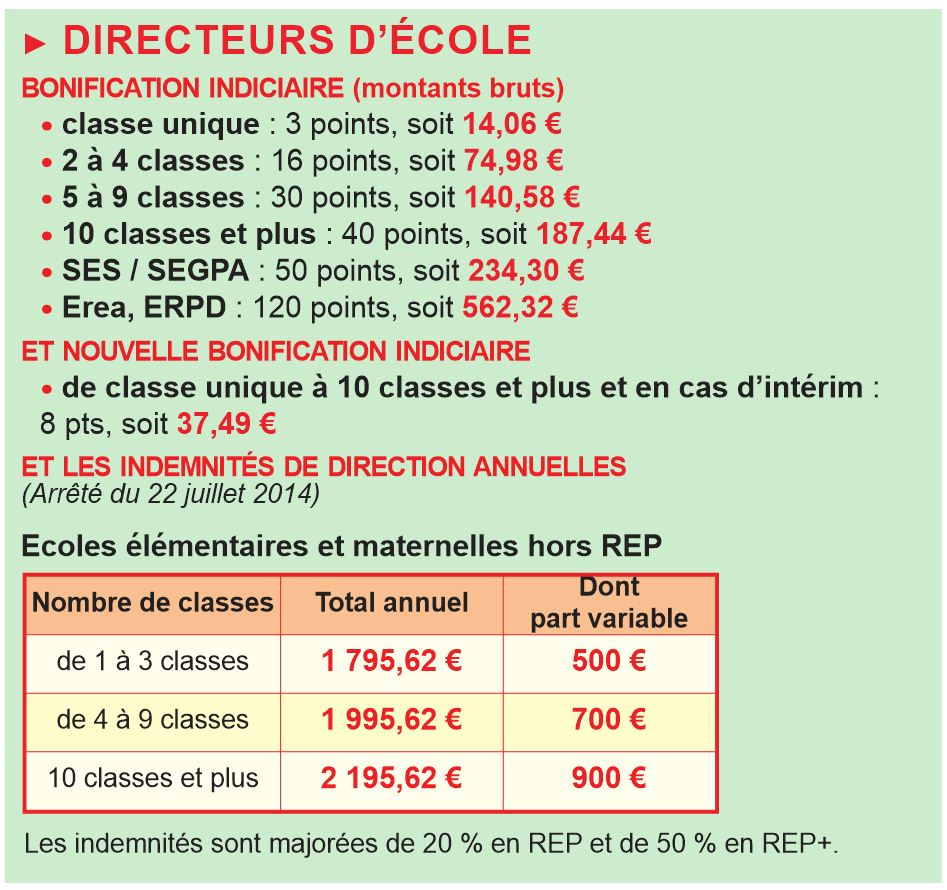 ► DIRECTEURS D’ÉCOLE
BONIFICATION INDICIAIRE (montants bruts)
• classe unique : 3 points, soit 14,06 €
• 2 à 4 classes : 16 points, soit 74,98 €
• 5 à 9 classes : 30 points, soit 140,58 €
• 10 classes et plus : 40 points, soit 187,44 €
• SES / SEGPA : 50 points, soit 234,30 €
• Erea, ERPD : 120 points, soit 562,32 €
ET NOUVELLE BONIFICATION INDICIAIRE
• de classe unique à 10 classes et plus et en cas d’intérim :
8 pts, soit 37,49 €
ET LES INDEMNITÉS DE DIRECTION ANNUELLES
(Arrêté du 22 juillet 2014)
Ecoles élémentaires et maternelles hors REP
Nombre de classes Total annuel Dont
part variable
de 1 à 3 classes 1 795,62 € 500 €
de 4 à 9 classes 1 995,62 € 700 €
10 classes et plus 2 195,62 € 900 €
Les indemnités sont majorées de 20 % en REP et de 50 % en REP+.